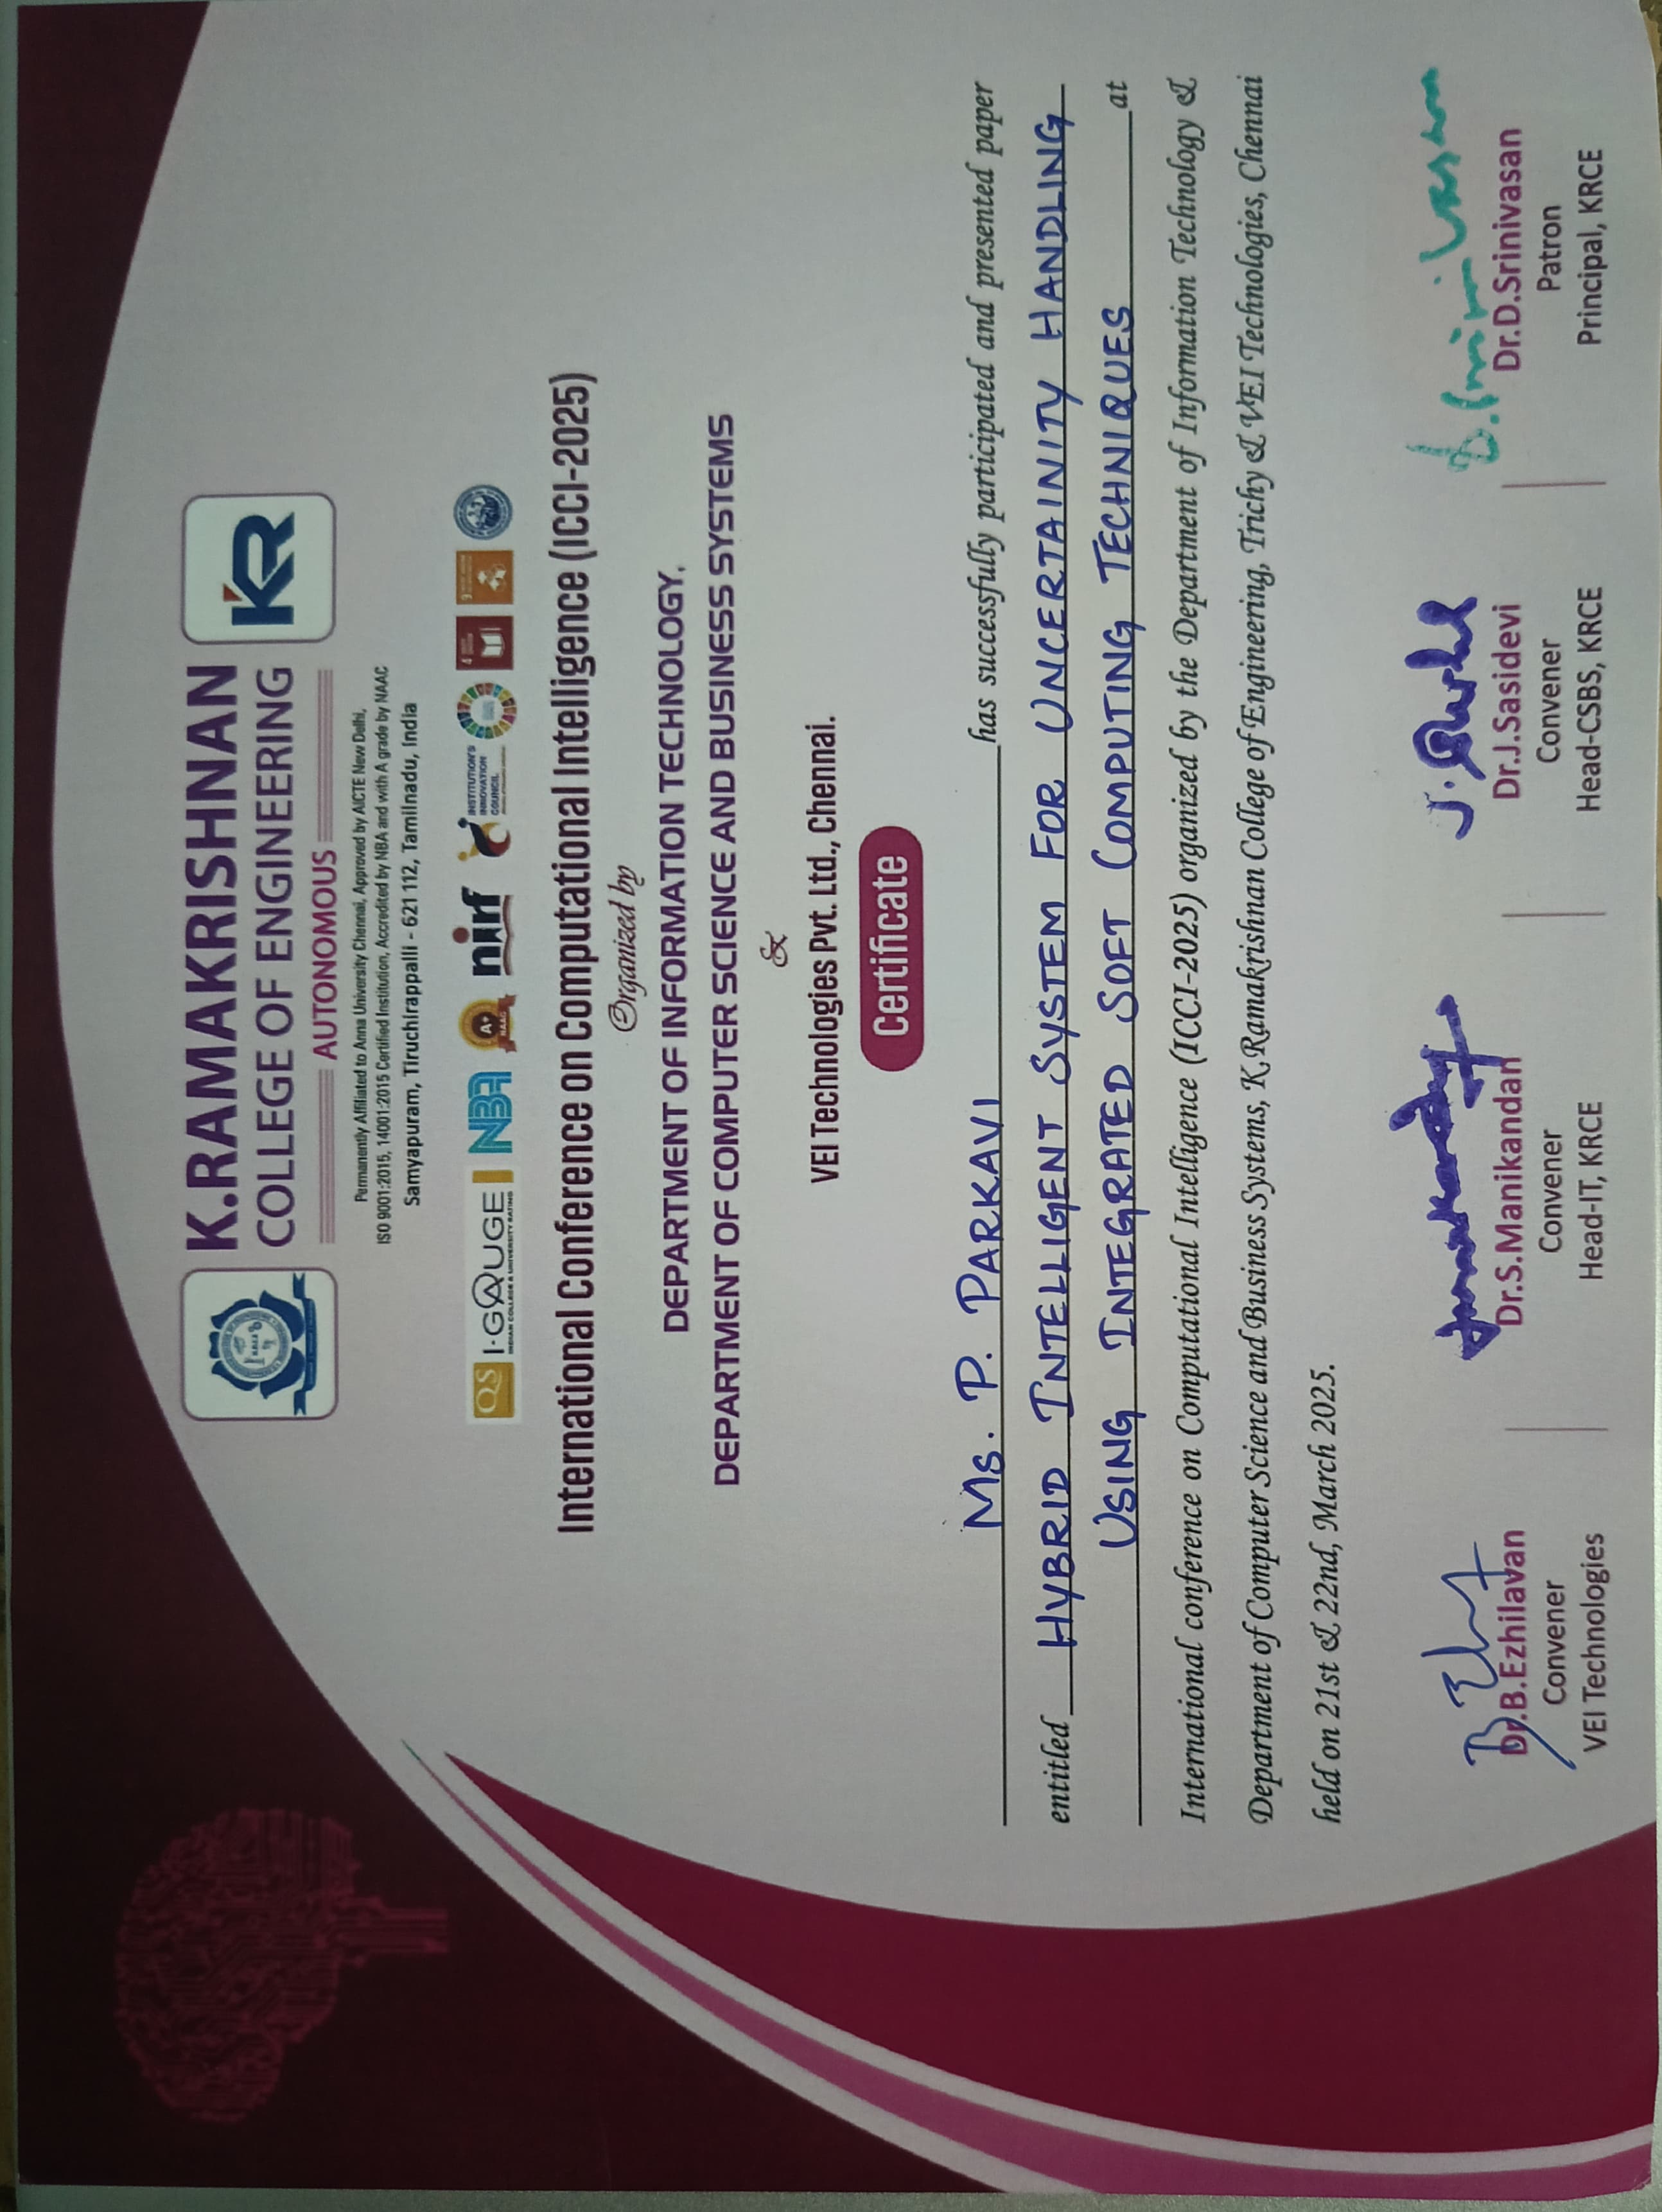 K.RAMAKRISHNAN
COLLEGE OF ENGINEERING
AUTONOMOUS
KR
Permanently Affiliated to Anna University Chennai, Approved by AICTE New Delhi,
ISO 9001:2015, 14001:2015 Certified Institution, Accredited by NBA and with A grade by NAAC
Samyapuram, Tiruchirappalli - 621 112, Tamilnadu, India
QS I·GAUGE NBA A+ NAAC nirf INSTITUTION'S INNOVATION COUNCIL 4 9
INDIAN COLLEGE & UNIVERSITY RATING
International Conference on Computational Intelligence (ICCI-2025)
Organized by
DEPARTMENT OF INFORMATION TECHNOLOGY,
DEPARTMENT OF COMPUTER SCIENCE AND BUSINESS SYSTEMS
&
VEI Technologies Pvt. Ltd., Chennai.
Certificate
Ms. P. PARKAVI has successfully participated and presented paper
entitled HYBRID INTELLIGENT SYSTEM FOR UNCERTAINITY HANDLING
USING INTEGRATED SOFT COMPUTING TECHNIQUES at
International conference on Computational Intelligence (ICCI-2025) organized by the Department of Information Technology &
Department of Computer Science and Business Systems, K.Ramakrishnan College of Engineering, Trichy & VEI Technologies, Chennai
held on 21st & 22nd, March 2025.
Dr.B.Ezhilavan
Convener
VEI Technologies
Dr.S.Manikandan
Convener
Head-IT, KRCE
Dr.J.Sasidevi
Convener
Head-CSBS, KRCE
D.Srinivasan
Dr.D.Srinivasan
Patron
Principal, KRCE